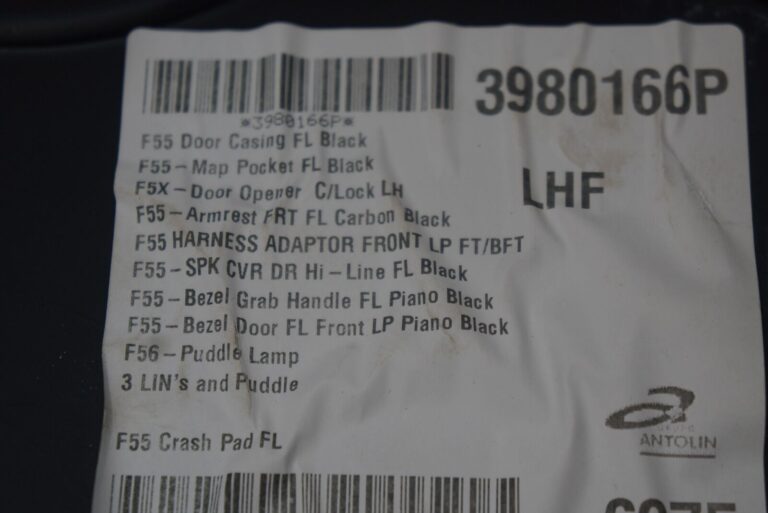 3980166P
*3980166P*
F55 Door Casing FL Black
F55-Map Pocket FL Black
F5X-Door Opener C/Lock LH
LHF
F55-Armrest FRT FL Carbon Black
F55 HARNESS ADAPTOR FRONT LP FT/BFT
F55-SPK CVR DR Hi-Line FL Black
F55-Bezel Grab Handle FL Piano Black
F55-Bezel Door FL Front LP Piano Black
F56-Puddle Lamp
3 LIN's and Puddle
grupo
ANTOLIN
F55 Crash Pad FL